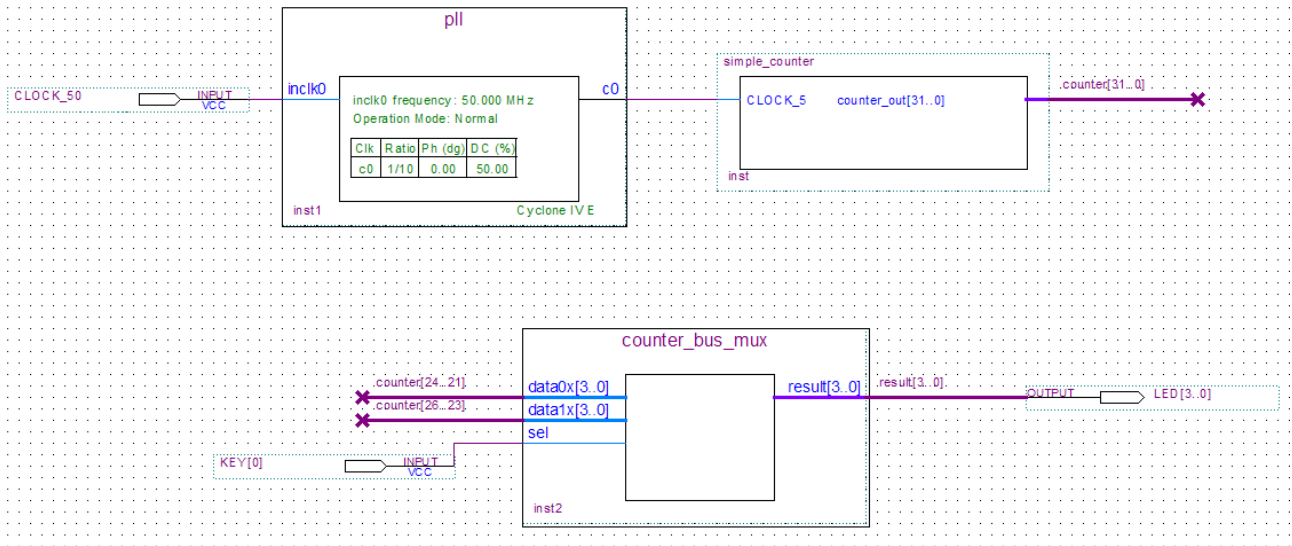 pll
simple_counter
CLOCK_50
INPUT
VCC
inclk0
c0
inclk0 frequency: 50.000 MHz
Operation Mode: Normal
Clk Ratio Ph (dg) DC (%)
c0 1/10 0.00 50.00
inst1
Cyclone IV E
CLOCK_5
counter_out[31..0]
counter[31..0]
inst
counter_bus_mux
counter[24..21]
data0x[3..0]
result[3..0]
result[3..0]
OUTPUT
LED[3..0]
counter[26..23]
data1x[3..0]
sel
KEY[0]
INPUT
VCC
inst2